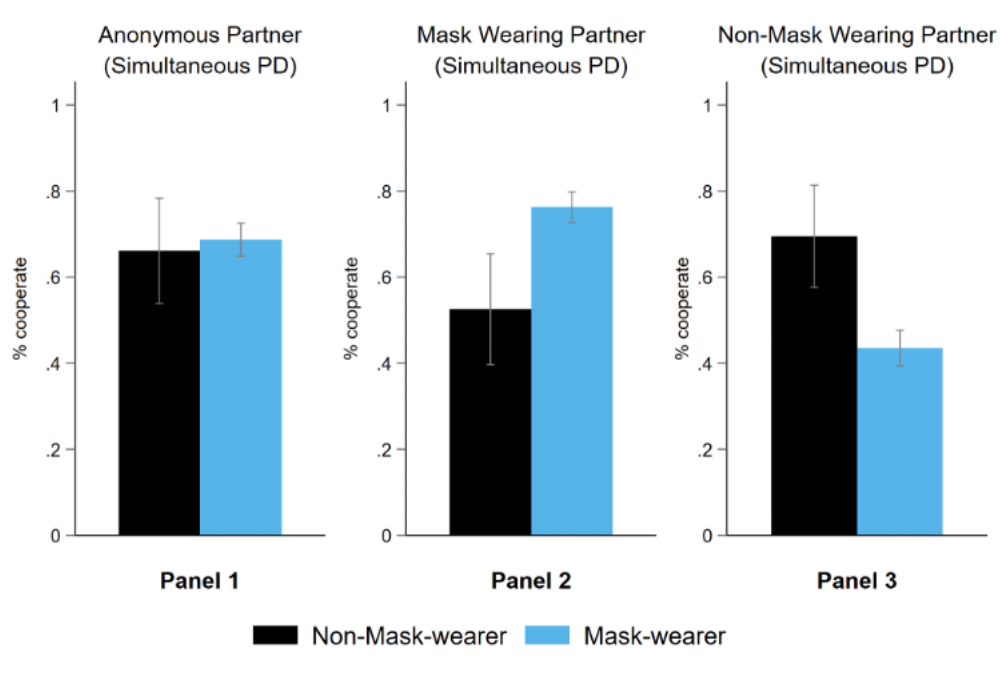 Anonymous Partner
(Simultaneous PD)
1
.8
.6
.4
.2
0
% cooperate
Panel 1
Mask Wearing Partner
(Simultaneous PD)
1
.8
.6
.4
.2
0
% cooperate
Panel 2
Non-Mask Wearing Partner
(Simultaneous PD)
1
.8
.6
.4
.2
0
% cooperate
Panel 3
Non-Mask-wearer
Mask-wearer